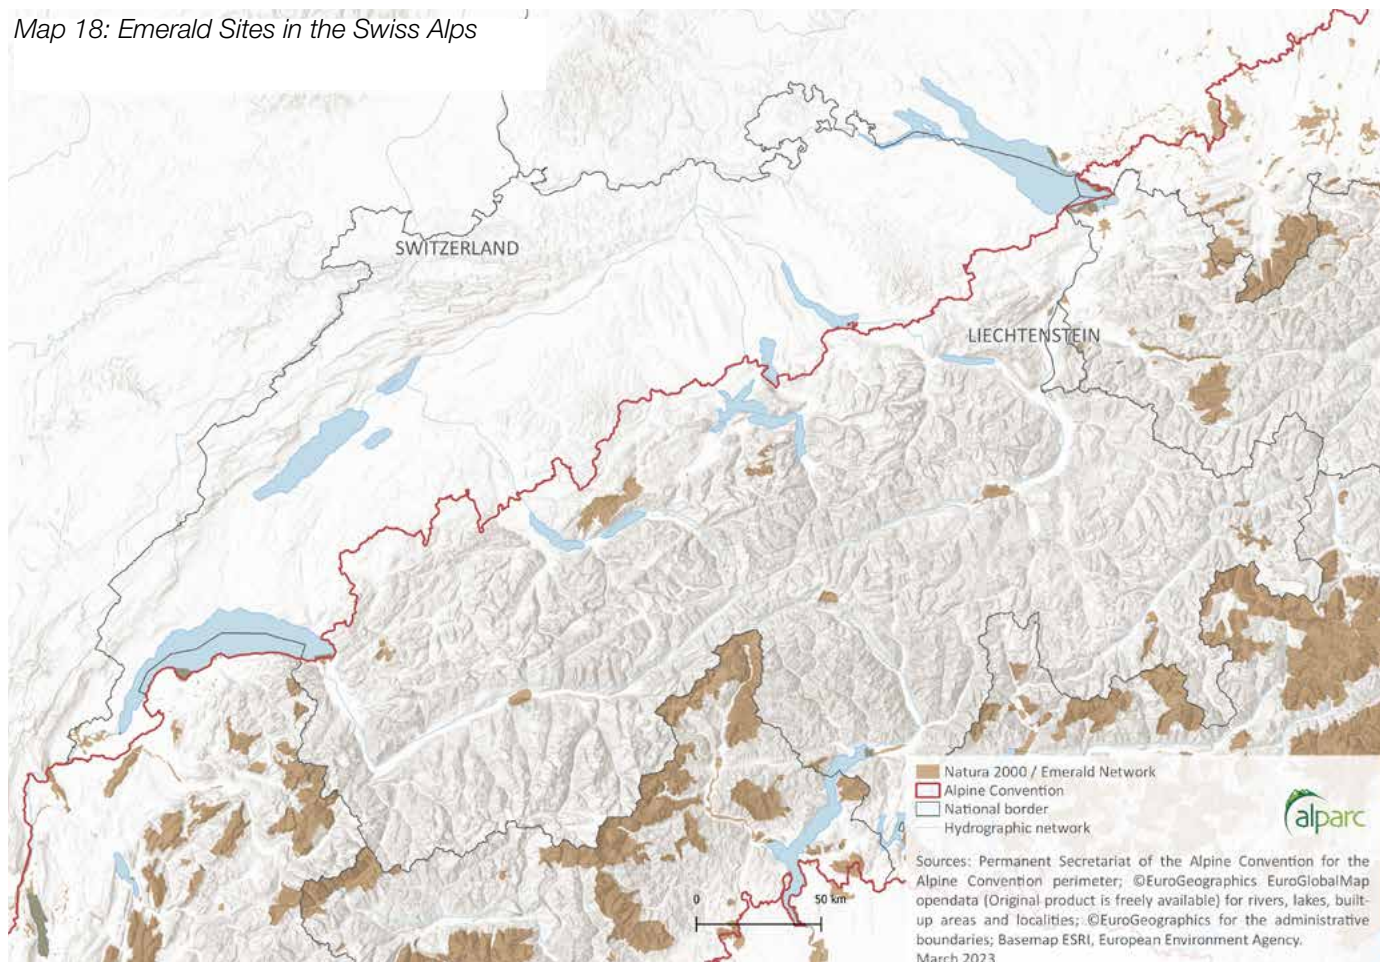 Map 18: Emerald Sites in the Swiss Alps
SWITZERLAND
LIECHTENSTEIN
Natura 2000 / Emerald Network
Alpine Convention
National border
Hydrographic network
alparc
0 50 km
Sources: Permanent Secretariat of the Alpine Convention for the
Alpine Convention perimeter; ©EuroGeographics EuroGlobalMap
opendata (Original product is freely available) for rivers, lakes, built-
up areas and localities; ©EuroGeographics for the administrative
boundaries; Basemap ESRI, European Environment Agency.
March 2023